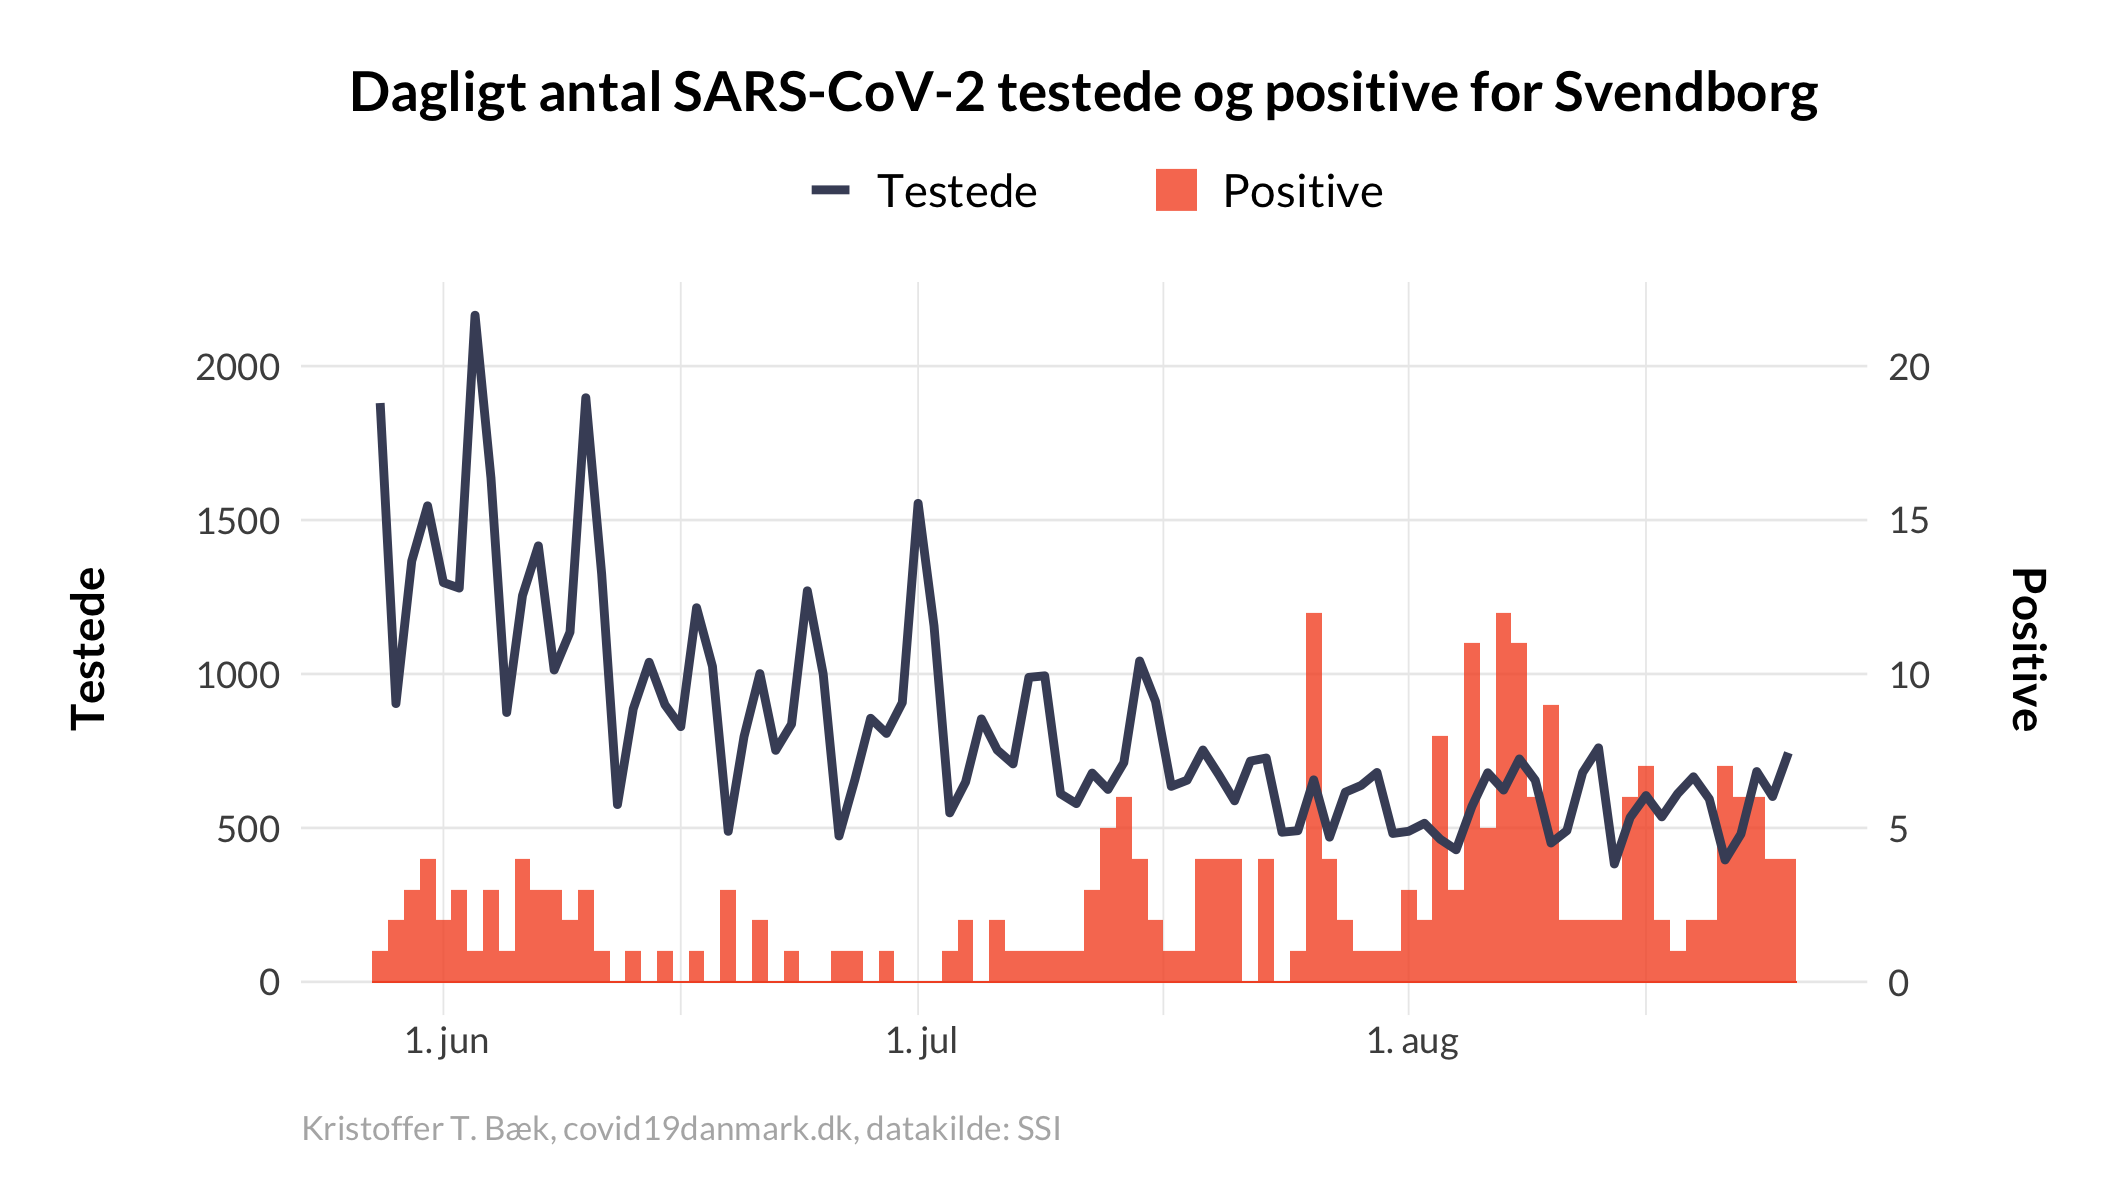 Dagligt antal SARS-CoV-2 testede og positive for Svendborg
Testede
Positive
2000
1500
1000
500
0
20
15
10
5
0
Testede
Positive
1. jun
1. jul
1. aug
Kristoffer T. Bæk, covid19danmark.dk, datakilde: SSI